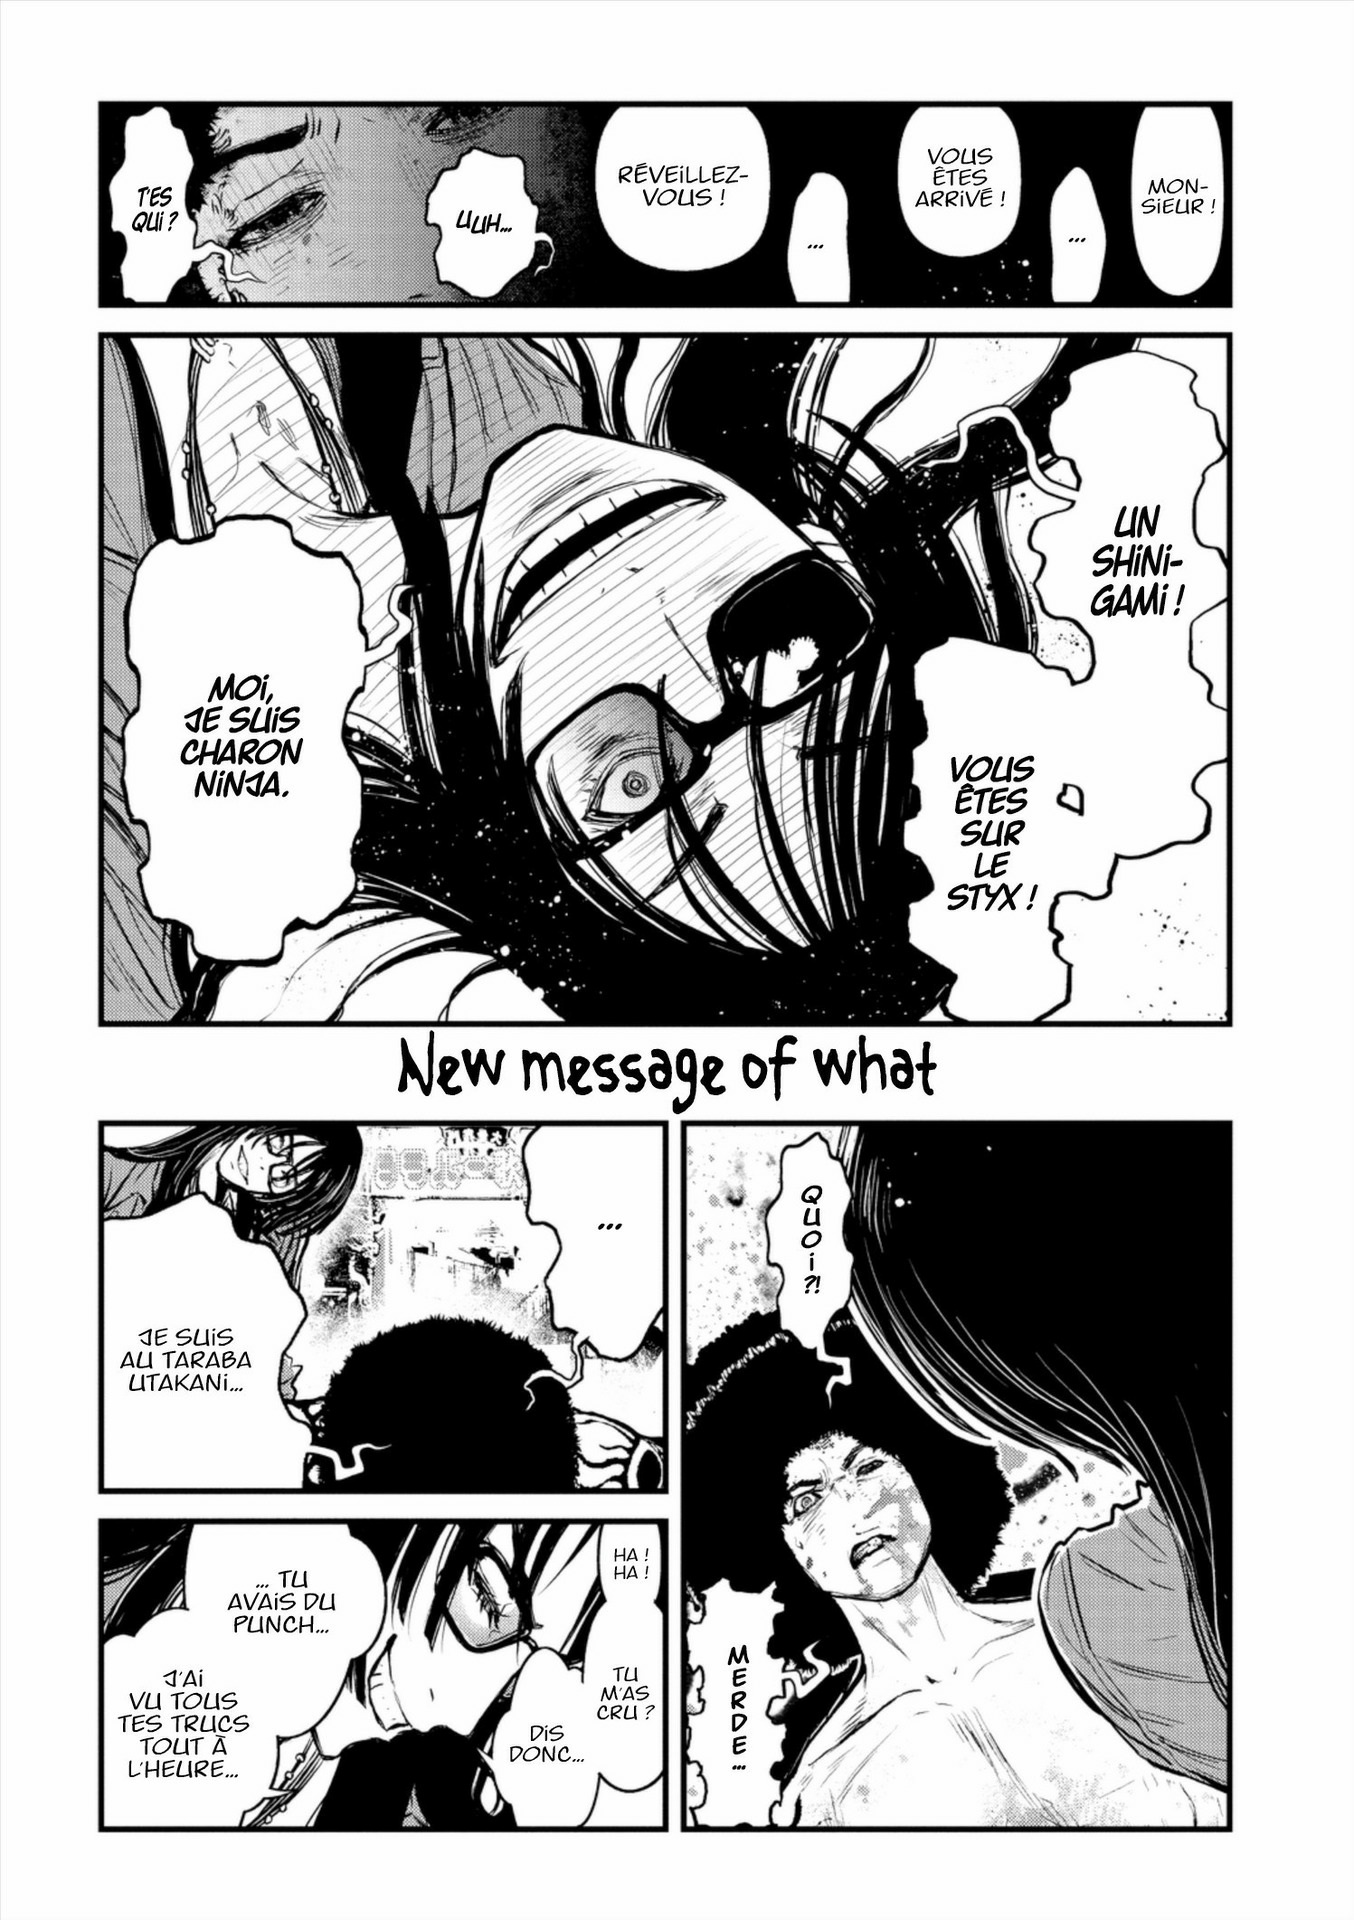 MON-
SIEUR !
...
VOUS
ÊTES
ARRIVÉ !
...
RÉVEILLEZ-
VOUS !
UUH...
T'ES
QUI ?
UN
SHINI-
GAMI !
VOUS
ÊTES
SUR
LE
STYX !
MOI,
JE SUIS
CHARON
NINJA.
New message of what
QUOI ?!
MERDE...
...
JE SUIS
AU TARABA
UTAKANI...
HA !
HA !
TU
M'AS
CRU ?
DIS
DONC...
... TU
AVAIS DU
PUNCH...
J'AI
VU TOUS
TES TRUCS
TOUT À
L'HEURE...